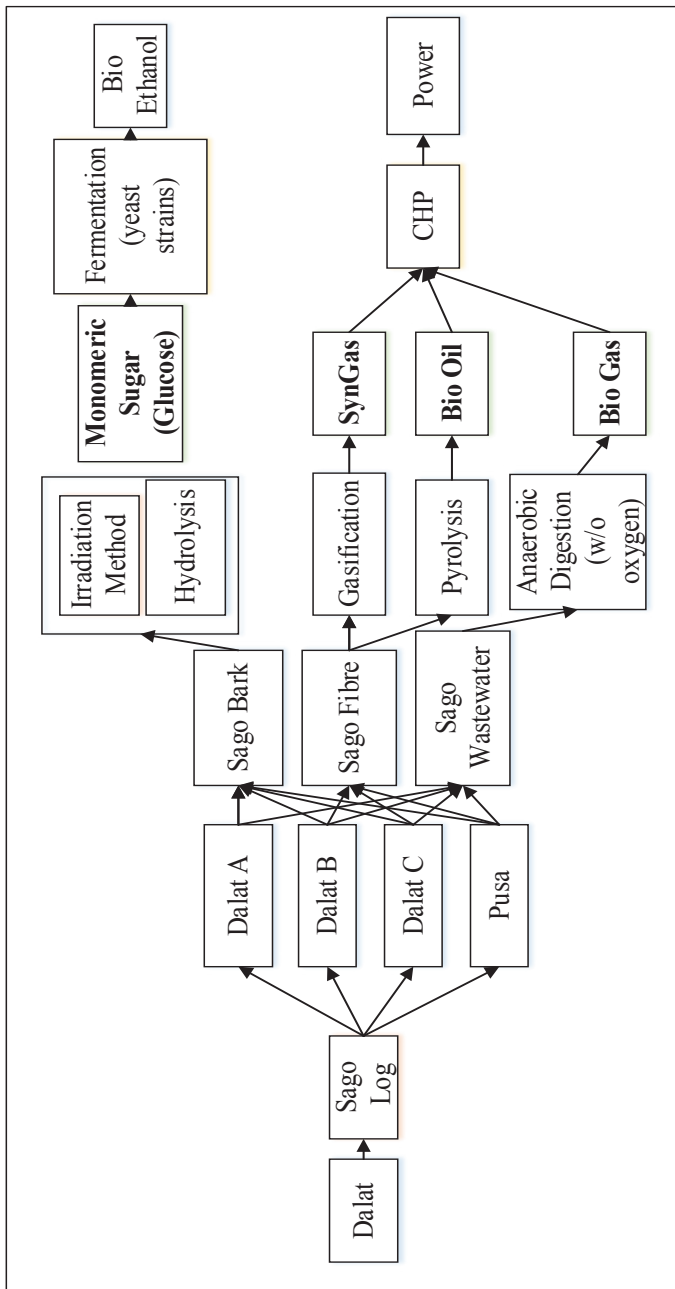 Dalat
Sago
Log
Dalat A
Dalat B
Dalat C
Pusa
Sago Bark
Sago Fibre
Sago
Wastewater
Irradiation
Method
Hydrolysis
Gasification
Pyrolysis
Anaerobic
Digestion
(w/o
oxygen)
Monomeric
Sugar
(Glucose)
SynGas
Bio Oil
Bio Gas
Fermentation
(yeast
strains)
CHP
Bio
Ethanol
Power